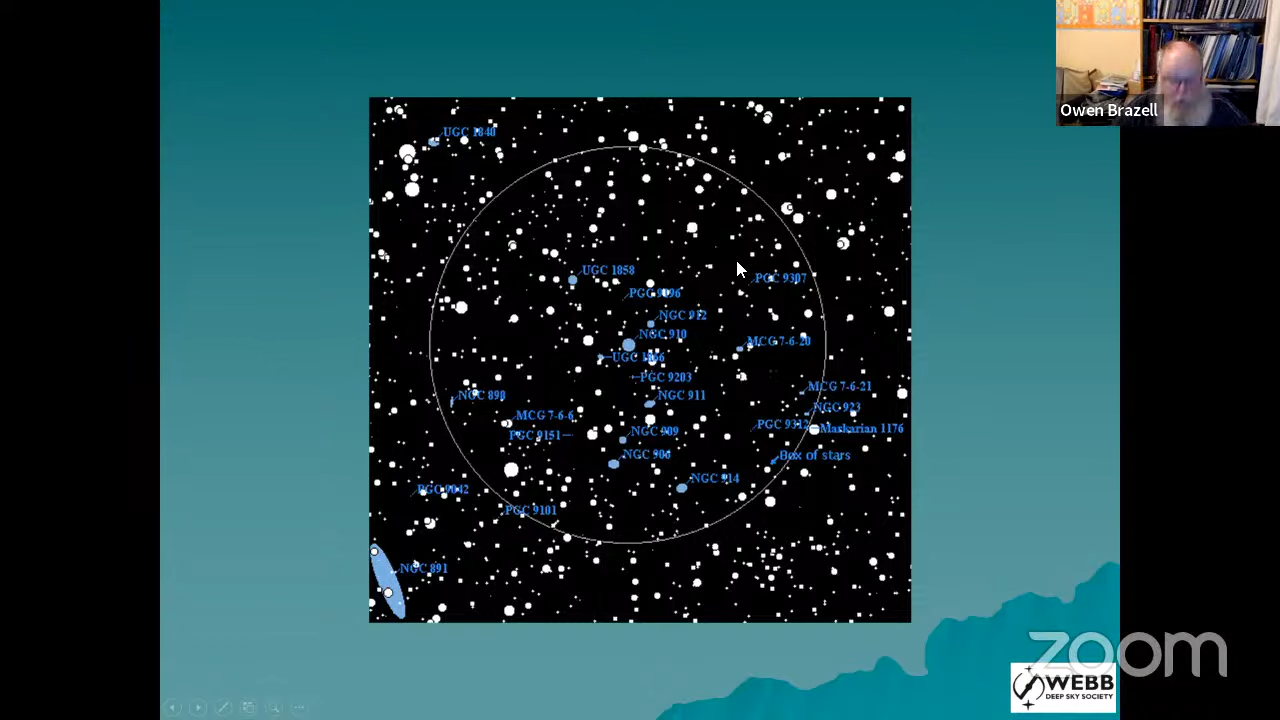 Owen Brazell
UGC 1840
UGC 1858
PGC 9307
PGC 9196
NGC 912
NGC 910
MCG 7-6-20
UGC 1866
PGC 9203
MCG 7-6-21
NGC 898
NGC 911
NGC 923
MCG 7-6-6
PGC 9312
Markarian 1176
PGC 9151
NGC 909
NGC 906
Box of stars
NGC 914
PGC 9042
PGC 9101
NGC 891
zoom
WEBB
DEEP SKY SOCIETY